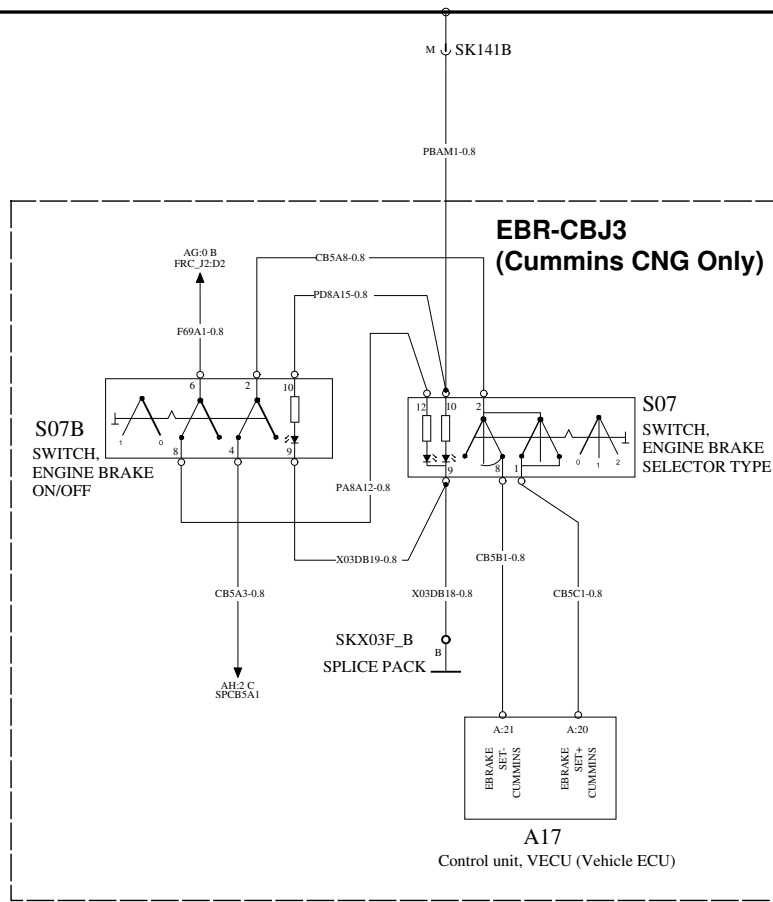 M SK141B
PBAM1-0.8
EBR-CBJ3
(Cummins CNG Only)
AG:0 B
FRC_J2:D2
CB5A8-0.8
PD8A15-0.8
F69A1-0.8
6 2 10
12 10 2
S07B
SWITCH,
ENGINE BRAKE
ON/OFF
1 0
8 4 9
S07
SWITCH,
ENGINE BRAKE
SELECTOR TYPE
9 8 1
0 1 2
PA8A12-0.8
X03DB19-0.8
CB5B1-0.8
CB5A3-0.8
X03DB18-0.8
CB5C1-0.8
SKX03F_B
B
SPLICE PACK
AH:2 C
SPCB5A1
A:21 A:20
EBRAKE
SET-
CUMMINS
EBRAKE
SET+
CUMMINS
A17
Control unit, VECU (Vehicle ECU)